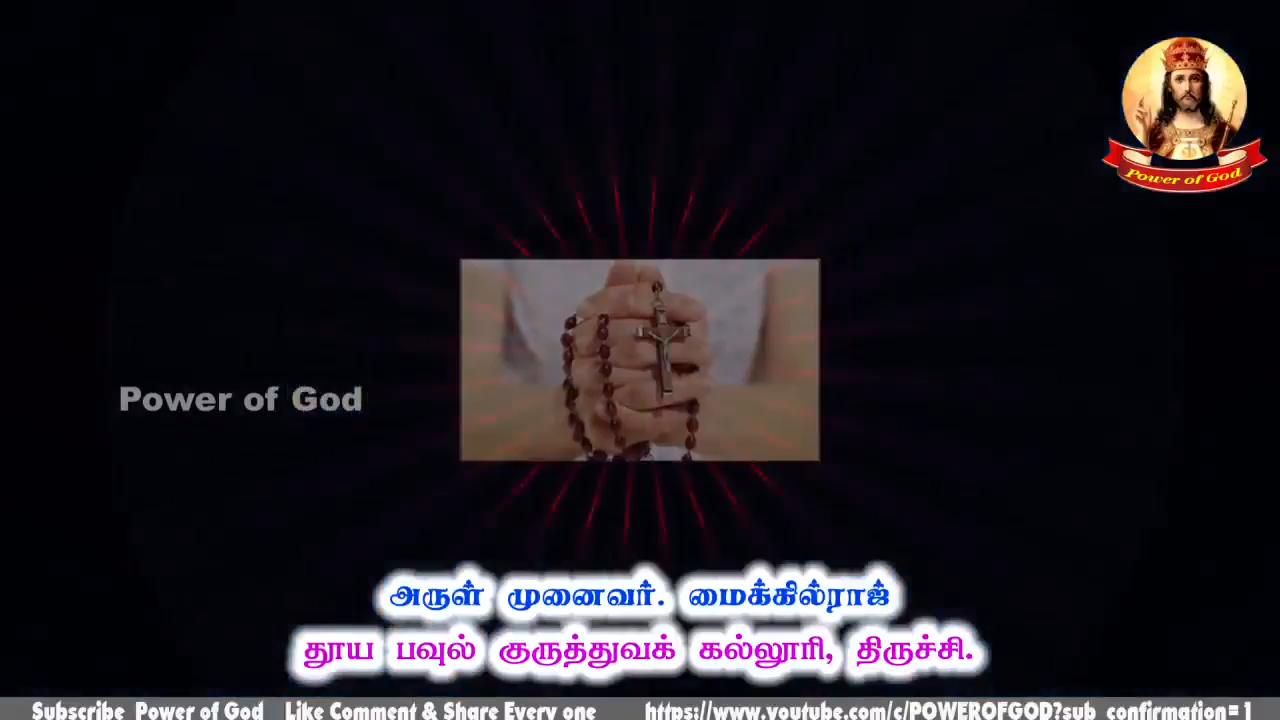 Power of God
Power of God
அருள் முனைவர். மைக்கில்ராஜ்
தூய பவுல் குருத்துவக் கல்லூரி, திருச்சி.
Subscribe Power of God Like Comment & Share Every one https://www.youtube.com/c/POWEROFGOD?sub_confirmation=1